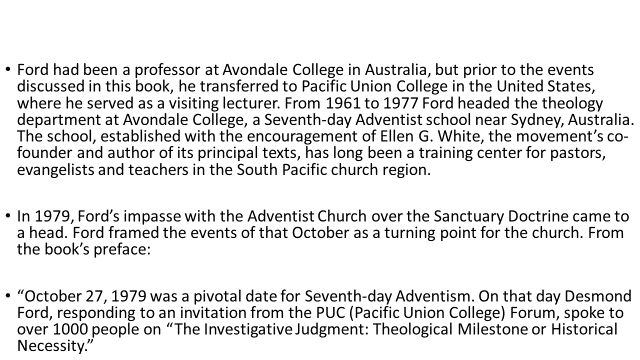 • Ford had been a professor at Avondale College in Australia, but prior to the events
discussed in this book, he transferred to Pacific Union College in the United States,
where he served as a visiting lecturer. From 1961 to 1977 Ford headed the theology
department at Avondale College, a Seventh-day Adventist school near Sydney, Australia.
The school, established with the encouragement of Ellen G. White, the movement’s co-
founder and author of its principal texts, has long been a training center for pastors,
evangelists and teachers in the South Pacific church region.
• In 1979, Ford’s impasse with the Adventist Church over the Sanctuary Doctrine came to
a head. Ford framed the events of that October as a turning point for the church. From
the book’s preface:
• “October 27, 1979 was a pivotal date for Seventh-day Adventism. On that day Desmond
Ford, responding to an invitation from the PUC (Pacific Union College) Forum, spoke to
over 1000 people on “The Investigative Judgment: Theological Milestone or Historical
Necessity.”